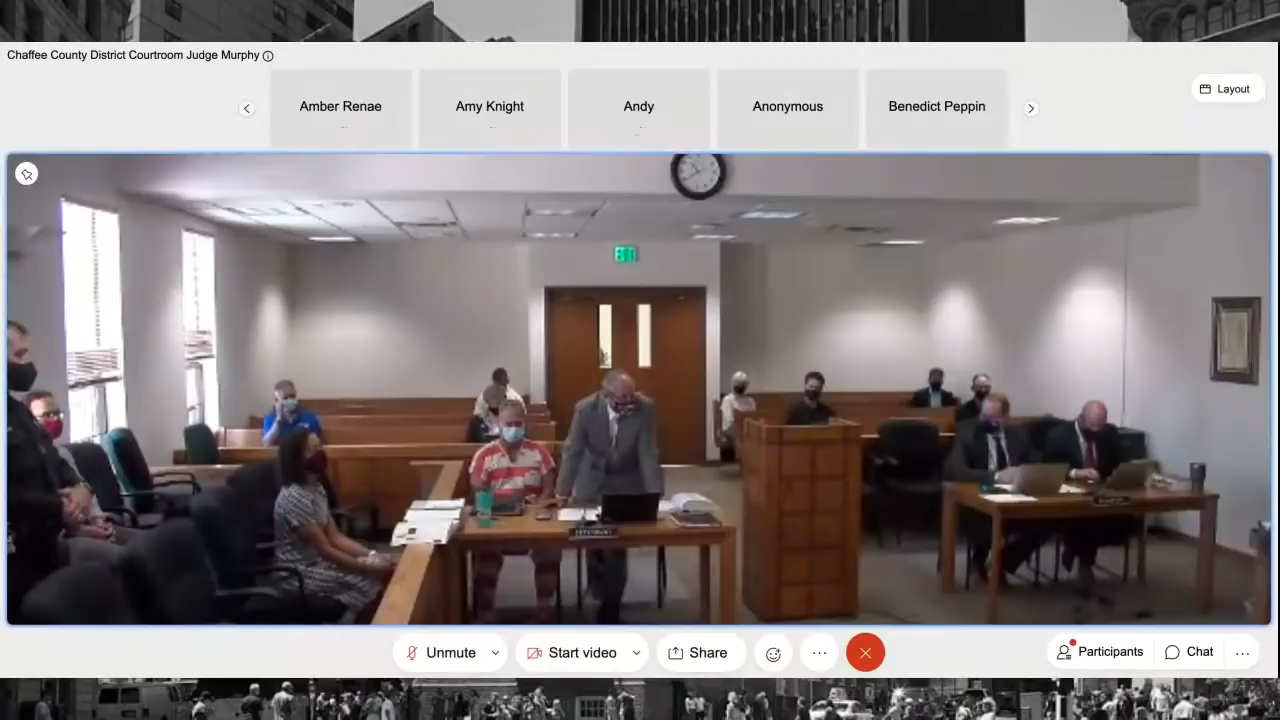 Chaffee County District Courtroom Judge Murphy
Layout
Amber Renae
Amy Knight
Andy
Anonymous
Benedict Peppin
EXIT
Unmute
Start video
Share
Participants
Chat